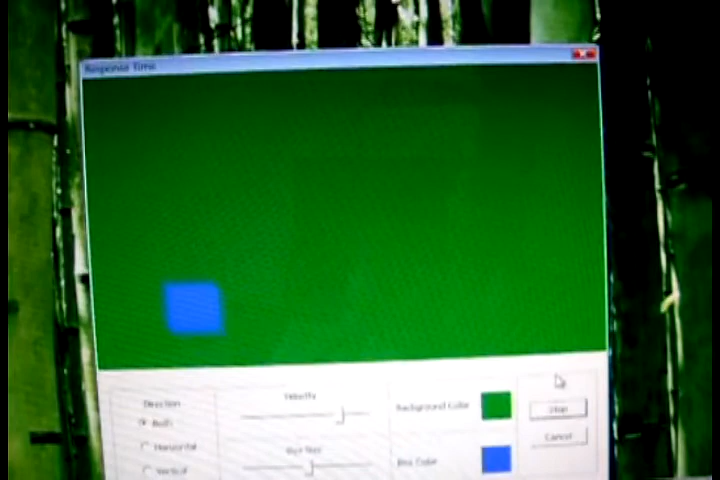 Response Time
Direction
Both
Horizontal
Vertical
Velocity
Box Size
Background Color
Box Color
Stop
Cancel